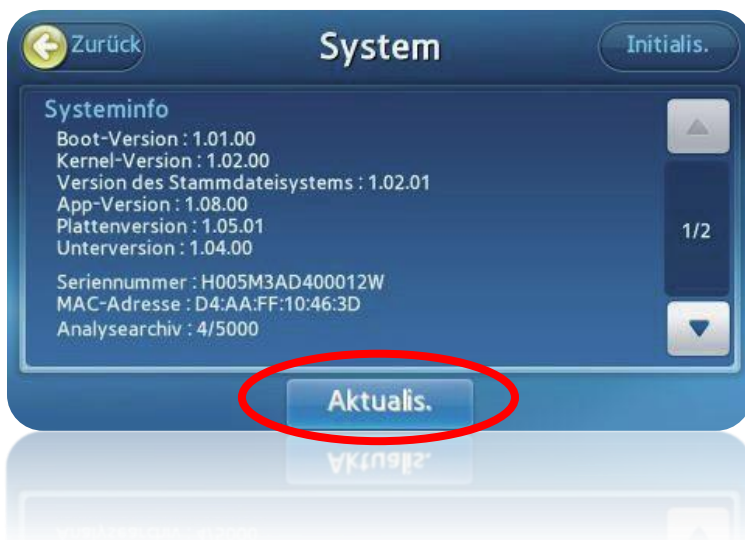 Zurück
System
Initialis.
Systeminfo
Boot-Version : 1.01.00
Kernel-Version : 1.02.00
Version des Stammdateisystems : 1.02.01
App-Version : 1.08.00
Plattenversion : 1.05.01
Unterversion : 1.04.00
1/2
Seriennummer : H005M3AD400012W
MAC-Adresse : D4:AA:FF:10:46:3D
Analysearchiv : 4/5000
Aktualis.